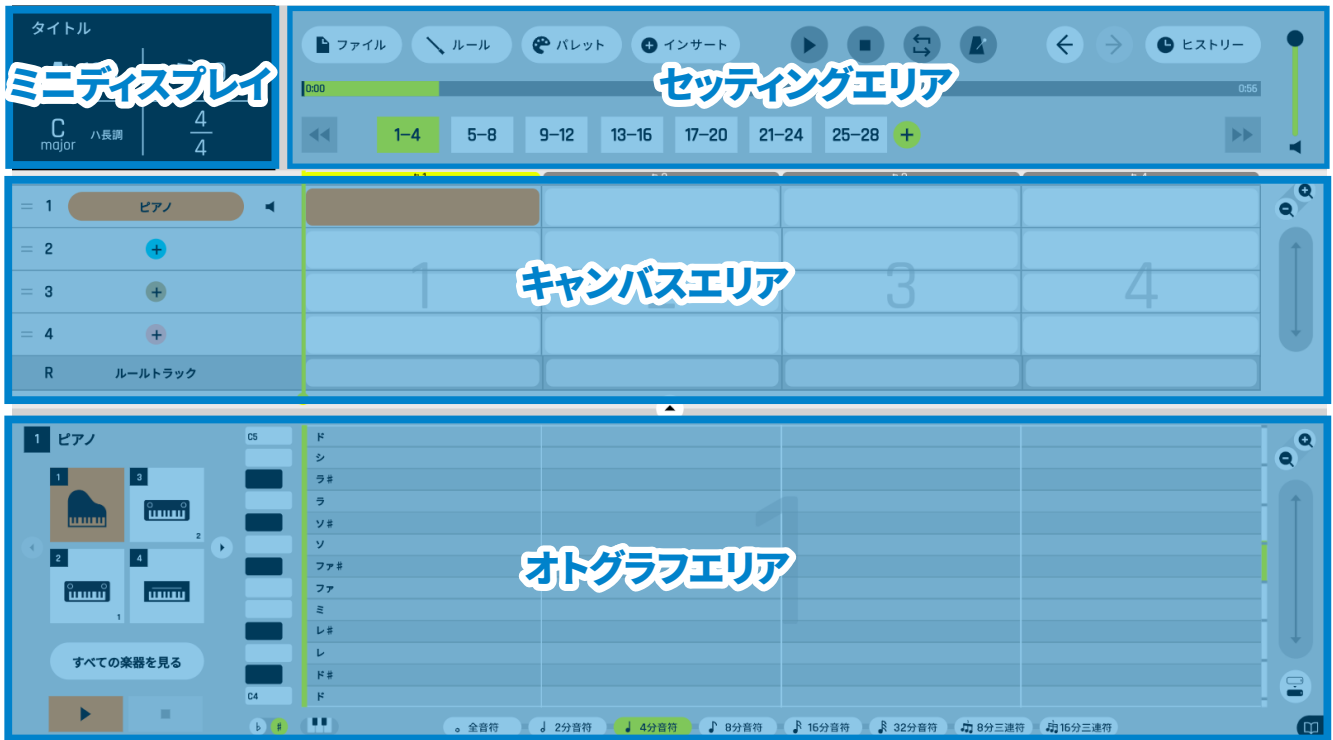 タイトル
ミニディスプレイ
C
major
ハ長調
4
4
ファイル
ルール
パレット
インサート
ヒストリー
0:00
セッティングエリア
0:56
1–4
5–8
9–12
13–16
17–20
21–24
25–28
1 ピアノ
2
3
4
R ルールトラック
1
キャンバスエリア
3
4
1 ピアノ
1
3
2
2
4
1
すべての楽器を見る
C5
C4
ド
シ
ラ#
ラ
ソ#
ソ
ファ#
ファ
ミ
レ#
レ
ド#
ド
1
オトグラフエリア
♭ #
全音符
2分音符
4分音符
8分音符
16分音符
32分音符
8分三連符
16分三連符